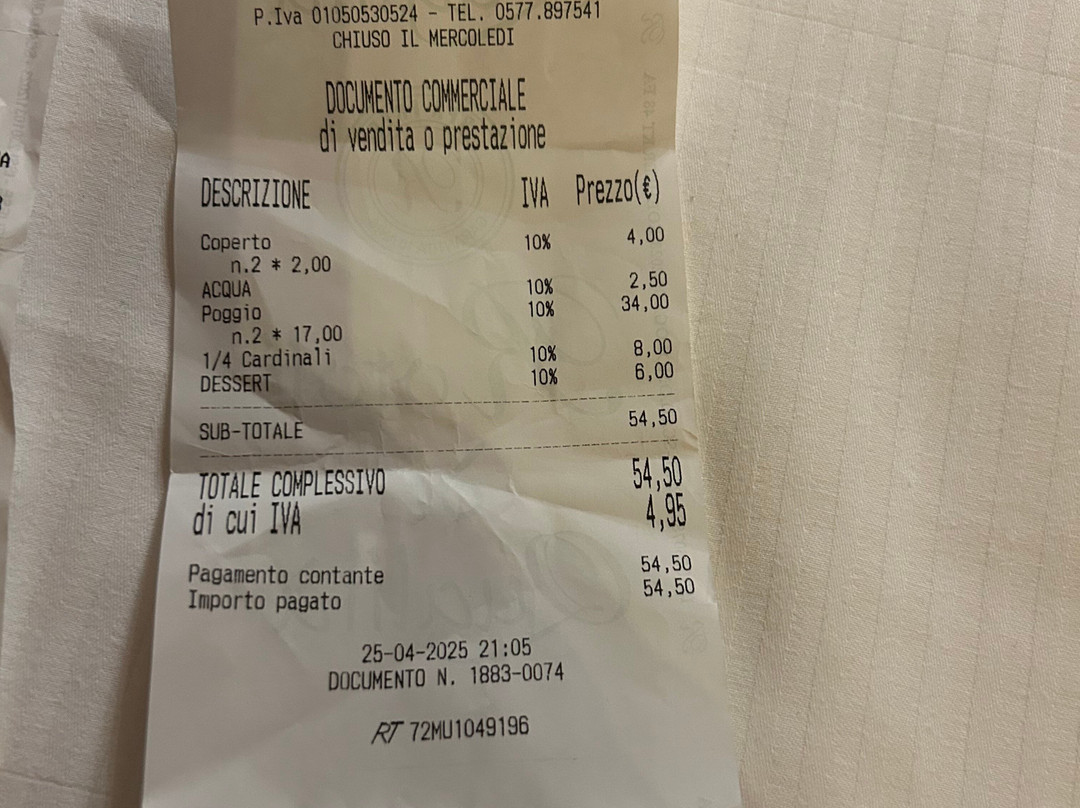 P.Iva 01050530524 - TEL. 0577.897541
CHIUSO IL MERCOLEDI
DOCUMENTO COMMERCIALE
di vendita o prestazione
DESCRIZIONE IVA Prezzo(€)
Coperto 10% 4,00
n.2 * 2,00
ACQUA 10% 2,50
Poggio 10% 34,00
n.2 * 17,00
1/4 Cardinali 10% 8,00
DESSERT 10% 6,00
SUB-TOTALE 54,50
TOTALE COMPLESSIVO 54,50
di cui IVA 4,95
Pagamento contante 54,50
Importo pagato 54,50
25-04-2025 21:05
DOCUMENTO N. 1883-0074
RT 72MU1049196
A